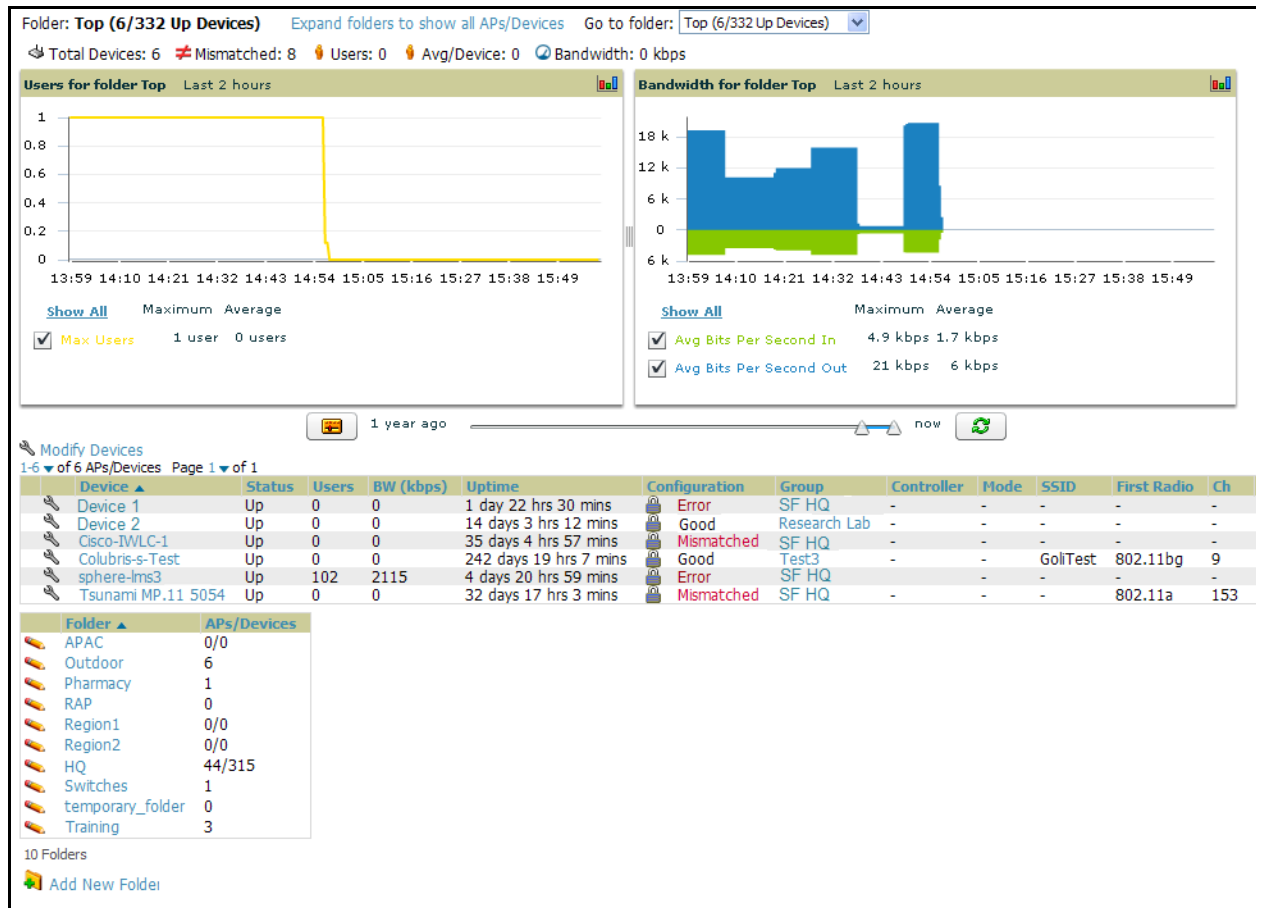 Folder: Top (6/332 Up Devices) Expand folders to show all APs/Devices Go to folder: Top (6/332 Up Devices)
Total Devices: 6 Mismatched: 8 Users: 0 Avg/Device: 0 Bandwidth: 0 kbps
Users for folder Top Last 2 hours
1
0.8
0.6
0.4
0.2
0
13:59 14:10 14:21 14:32 14:43 14:54 15:05 15:16 15:27 15:38 15:49
Show All Maximum Average
Max Users 1 user 0 users
Bandwidth for folder Top Last 2 hours
18 k
12 k
6 k
0
6 k
13:59 14:10 14:21 14:32 14:43 14:54 15:05 15:16 15:27 15:38 15:49
Show All Maximum Average
Avg Bits Per Second In 4.9 kbps 1.7 kbps
Avg Bits Per Second Out 21 kbps 6 kbps
1 year ago now
Modify Devices
1-6 of 6 APs/Devices Page 1 of 1
Device Status Users BW (kbps) Uptime Configuration Group Controller Mode SSID First Radio Ch
Device 1 Up 0 0 1 day 22 hrs 30 mins Error SF HQ - - - - -
Device 2 Up 0 0 14 days 3 hrs 12 mins Good Research Lab - - - - -
Cisco-IWLC-1 Up 0 0 35 days 4 hrs 57 mins Mismatched SF HQ - - - - -
Colubris-s-Test Up 0 0 242 days 19 hrs 7 mins Good Test3 - - GoliTest 802.11bg 9
sphere-lms3 Up 102 2115 4 days 20 hrs 59 mins Error SF HQ - - - -
Tsunami MP.11 5054 Up 0 0 32 days 17 hrs 3 mins Mismatched SF HQ - - - 802.11a 153
Folder APs/Devices
APAC 0/0
Outdoor 6
Pharmacy 1
RAP 0
Region1 0/0
Region2 0/0
HQ 44/315
Switches 1
temporary_folder 0
Training 3
10 Folders
Add New Folder